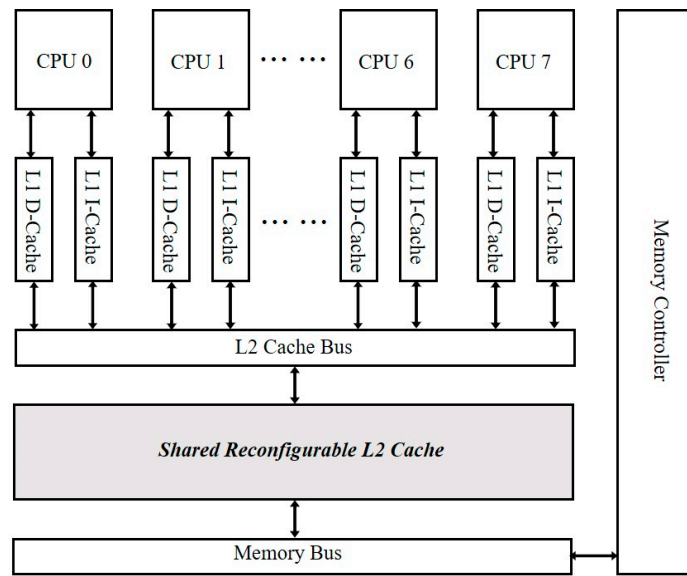 CPU 0
CPU 1
... ...
CPU 6
CPU 7
L1 D-Cache
L1 I-Cache
L1 D-Cache
L1 I-Cache
... ...
L1 D-Cache
L1 I-Cache
L1 D-Cache
L1 I-Cache
L2 Cache Bus
Shared Reconfigurable L2 Cache
Memory Bus
Memory Controller